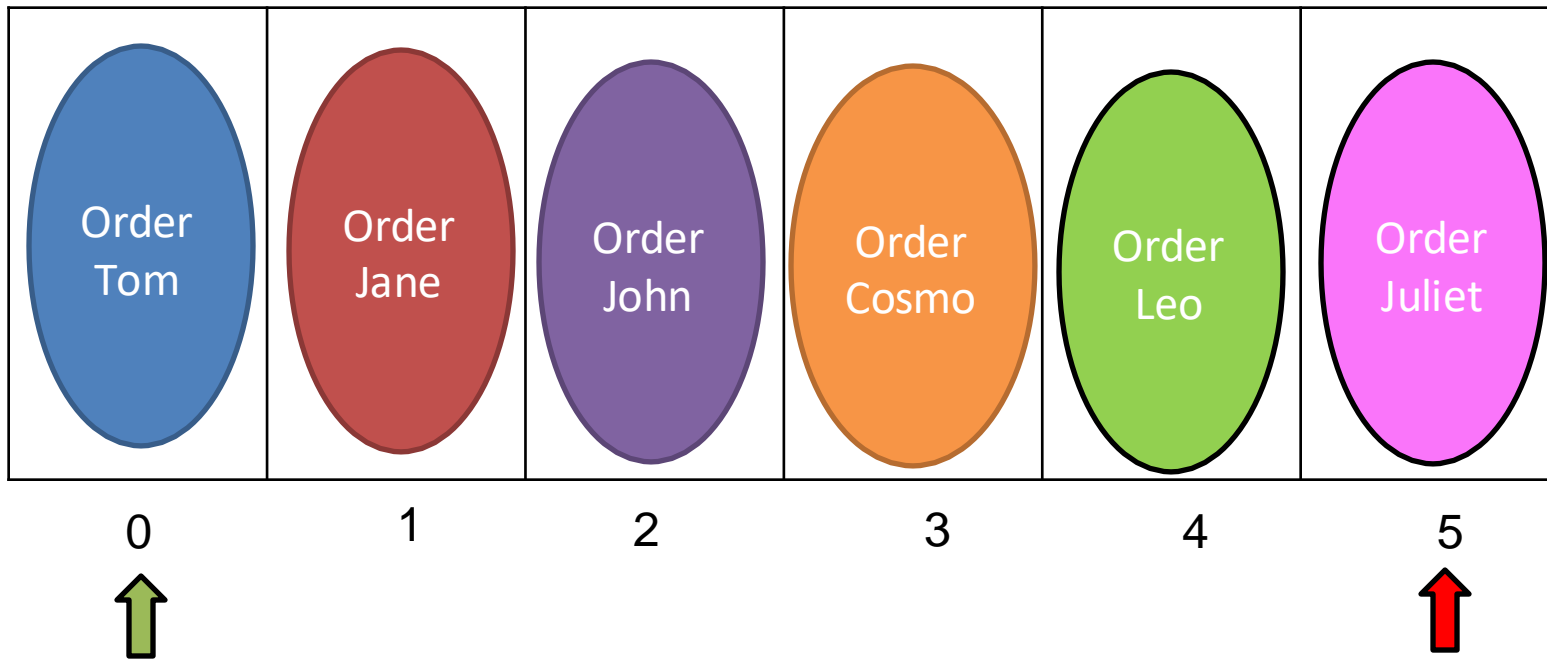 Order
Tom
Order
Jane
Order
John
Order
Cosmo
Order
Leo
Order
Juliet
0
1
2
3
4
5